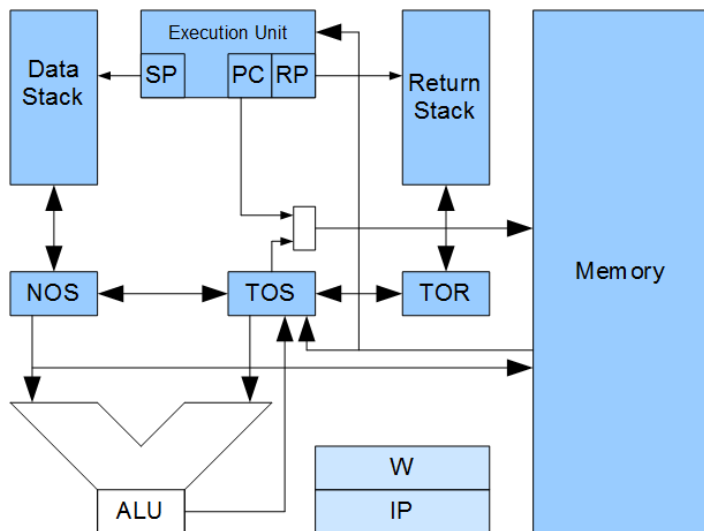 Execution Unit
SP
PC
RP
Data
Stack
Return
Stack
Memory
NOS
TOS
TOR
W
IP
ALU